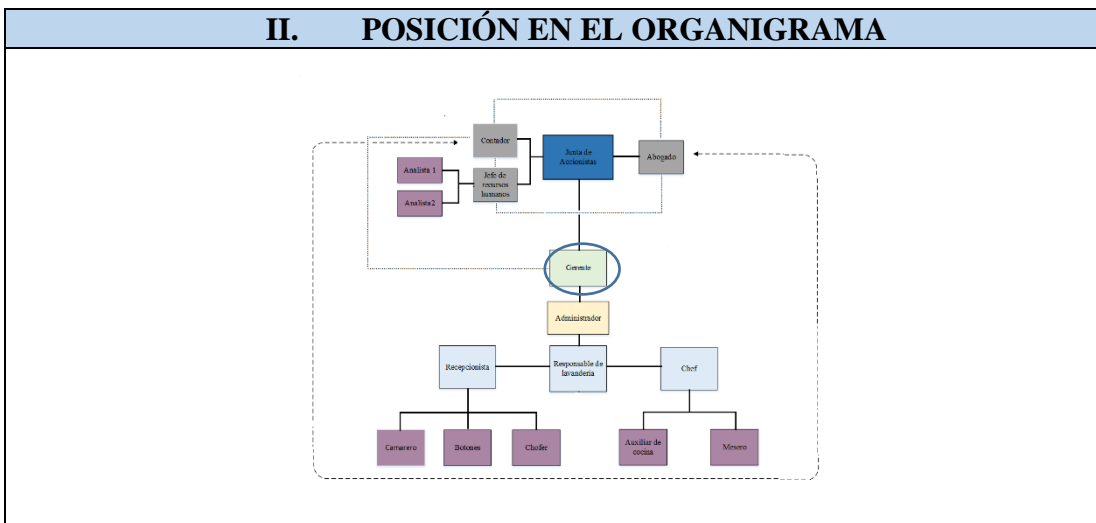 II. POSICIÓN EN EL ORGANIGRAMA
Contador
Junta de
Accionistas
Abogado
Analista 1
Jefe de
recursos
humanos
Analista2
Gerente
Administrador
Recepcionista
Responsable de
lavandería
Chef
Camarero
Botones
Chofer
Auxiliar de
cocina
Mesero